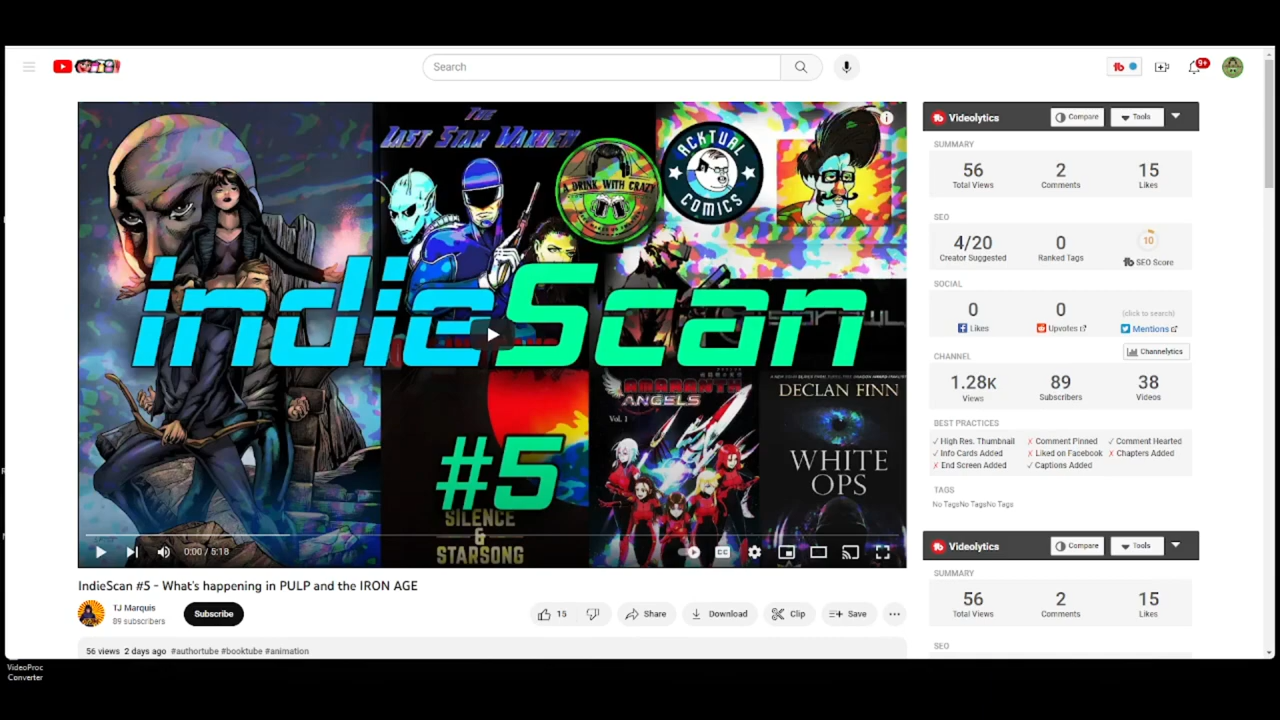 Search
9+
THE
LAST STAR WARDEN
A DRINK WITH CRAZY
ACKTUAL
COMICS
indieScan
#5
SILENCE
&
STARSONG
ANGELS
Vol. 1
DECLAN FINN
WHITE
OPS
0:00 / 5:18
CC
IndieScan #5 - What's happening in PULP and the IRON AGE
TJ Marquis
89 subscribers
Subscribe
15
Share
Download
Clip
Save
56 views 2 days ago #authortube #booktube #animation
Videolytics
Compare
Tools
SUMMARY
56 2 15
Total Views Comments Likes
SEO
4/20 0 10
Creator Suggested Ranked Tags SEO Score
SOCIAL
0 0 (click to search)
Likes Upvotes Mentions
CHANNEL Channelytics
1.28K 89 38
Views Subscribers Videos
BEST PRACTICES
✓ High Res. Thumbnail ✗ Comment Pinned ✓ Comment Hearted
✓ Info Cards Added ✗ Liked on Facebook ✗ Chapters Added
✗ End Screen Added ✓ Captions Added
TAGS
No TagsNo TagsNo Tags
Videolytics
Compare
Tools
SUMMARY
56 2 15
Total Views Comments Likes
SEO
VideoProc
Converter